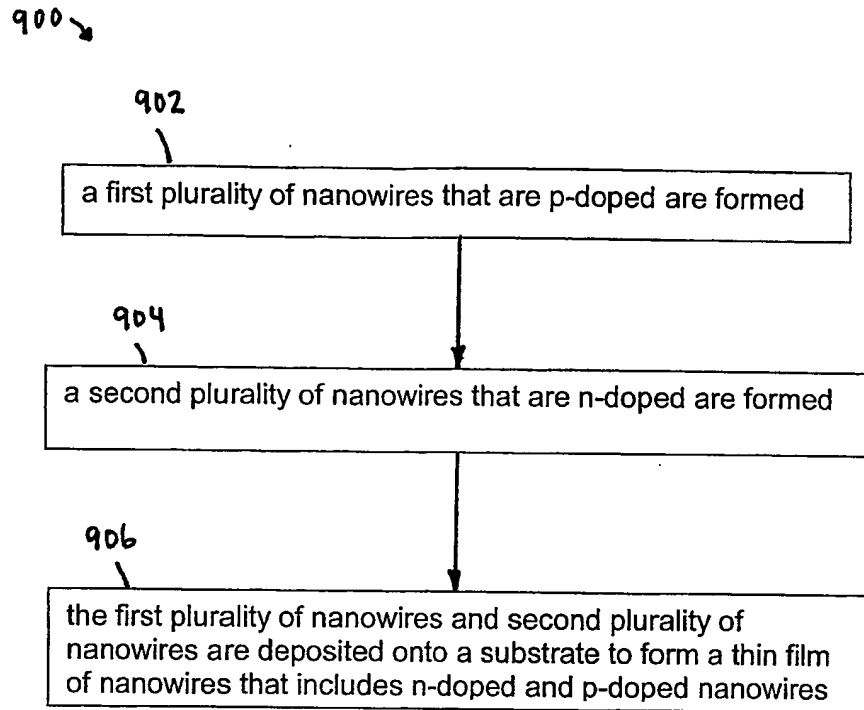 900
902
a first plurality of nanowires that are p-doped are formed
904
a second plurality of nanowires that are n-doped are formed
906
the first plurality of nanowires and second plurality of
nanowires are deposited onto a substrate to form a thin film
of nanowires that includes n-doped and p-doped nanowires